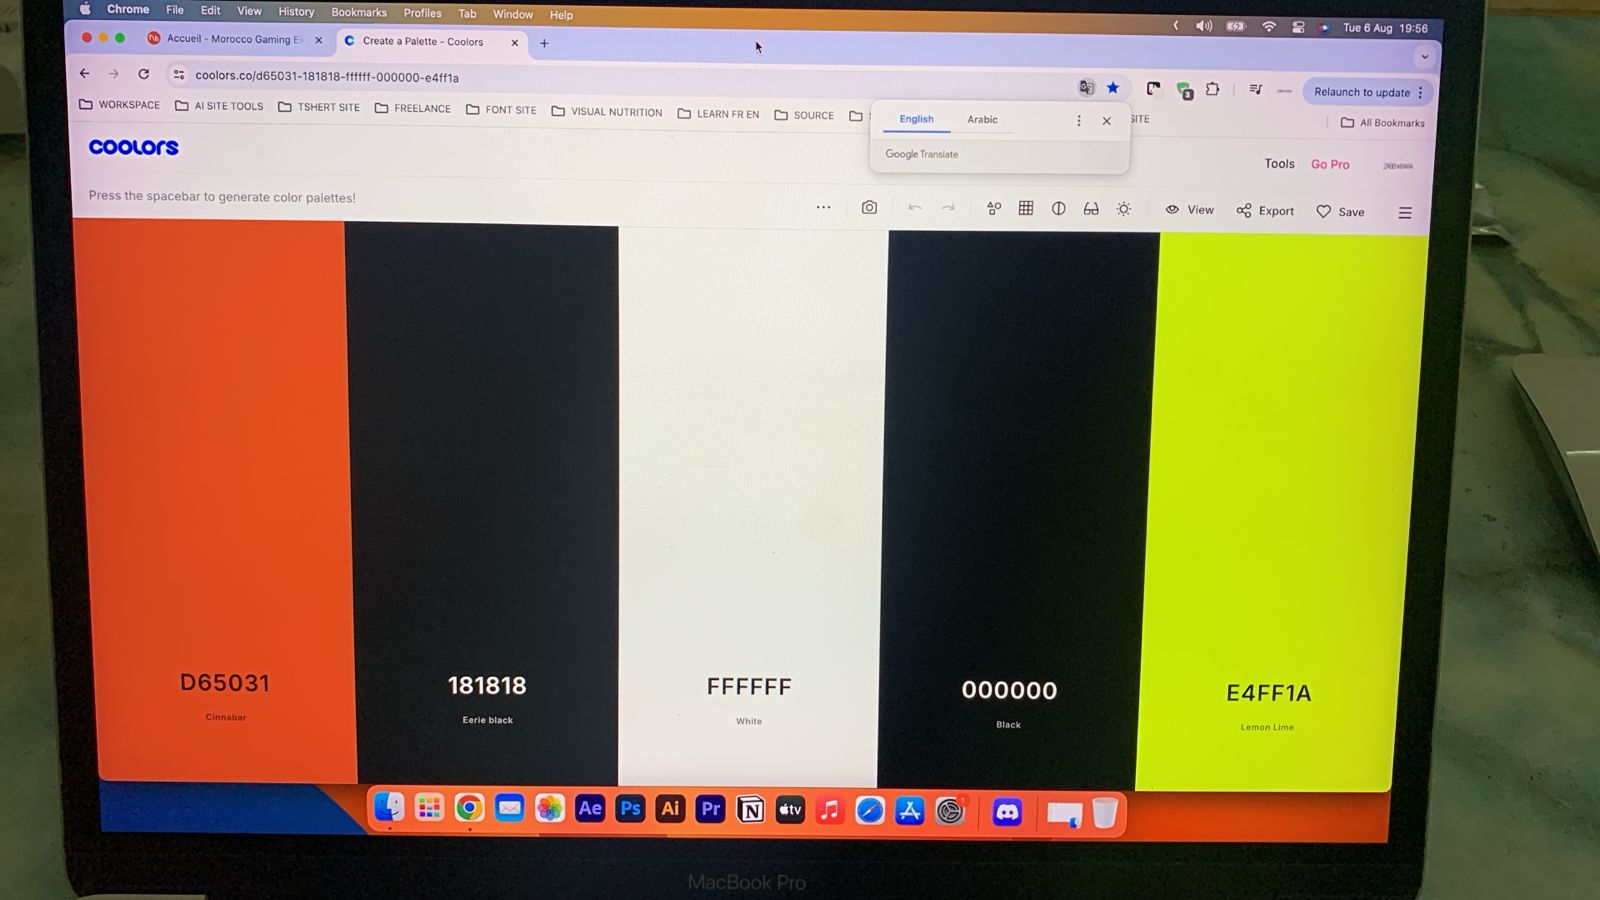 Chrome File Edit View History Bookmarks Profiles Tab Window Help Tue 6 Aug 19:56
Accueil - Morocco Gaming E Create a Palette - Coolors
coolors.co/d65031-181818-ffffff-000000-e4ff1a 3 Relaunch to update
WORKSPACE AI SITE TOOLS TSHERT SITE FREELANCE FONT SITE VISUAL NUTRITION LEARN FR EN SOURCE SITE All Bookmarks
English Arabic
Google Translate
coolors Tools Go Pro
Press the spacebar to generate color palettes! View Export Save
D65031 181818 FFFFFF 000000 E4FF1A
Cinnabar Eerie black White Black Lemon Lime
Ae Ps Ai Pr N tv
MacBook Pro